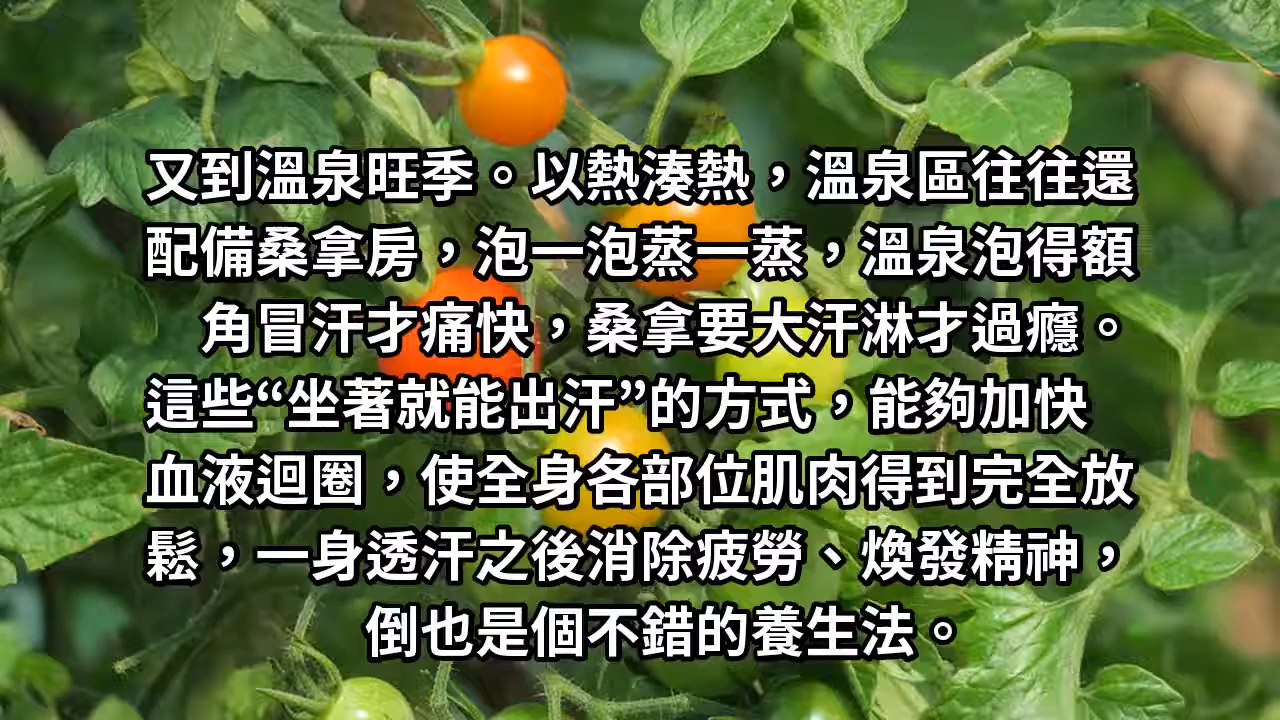 又到溫泉旺季。以熱湊熱，溫泉區往往還
配備桑拿房，泡一泡蒸一蒸，溫泉泡得額
角冒汗才痛快，桑拿要大汗淋才過癮。
這些“坐著就能出汗”的方式，能夠加快
血液迴圈，使全身各部位肌肉得到完全放
鬆，一身透汗之後消除疲勞、煥發精神，
倒也是個不錯的養生法。